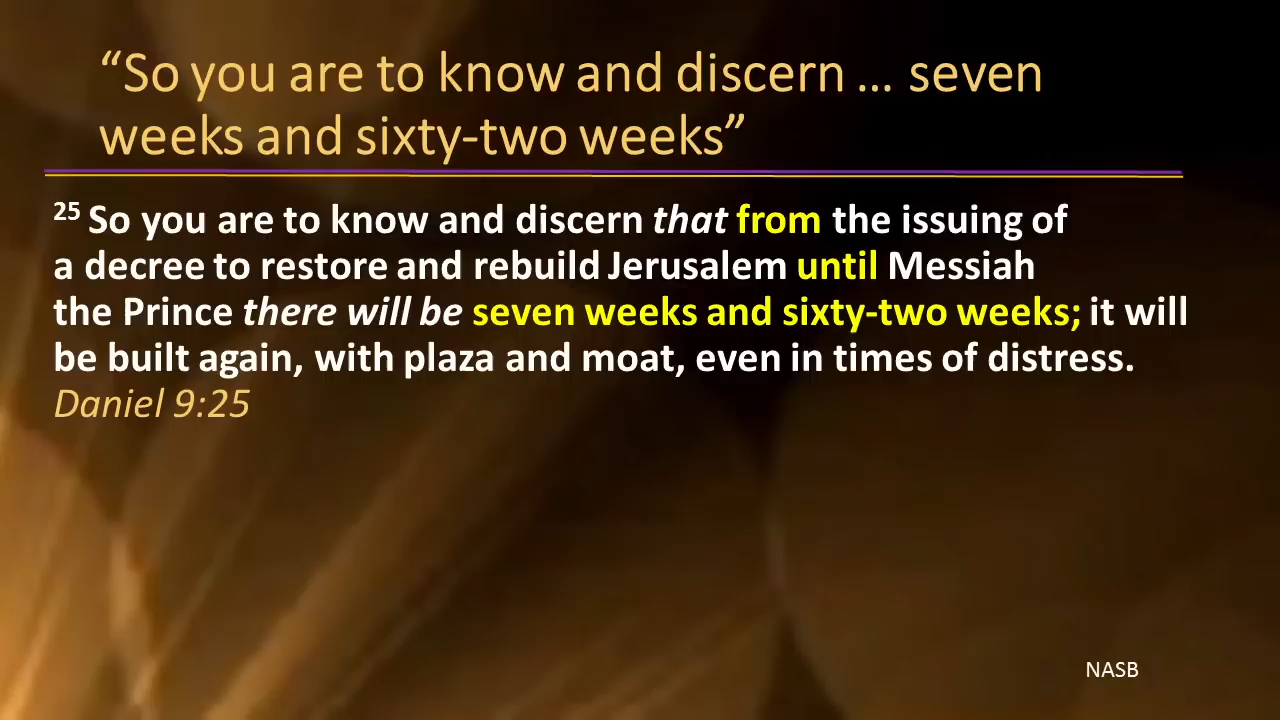 “So you are to know and discern … seven
weeks and sixty-two weeks”
25 So you are to know and discern that from the issuing of
a decree to restore and rebuild Jerusalem until Messiah
the Prince there will be seven weeks and sixty-two weeks; it will
be built again, with plaza and moat, even in times of distress.
Daniel 9:25
NASB